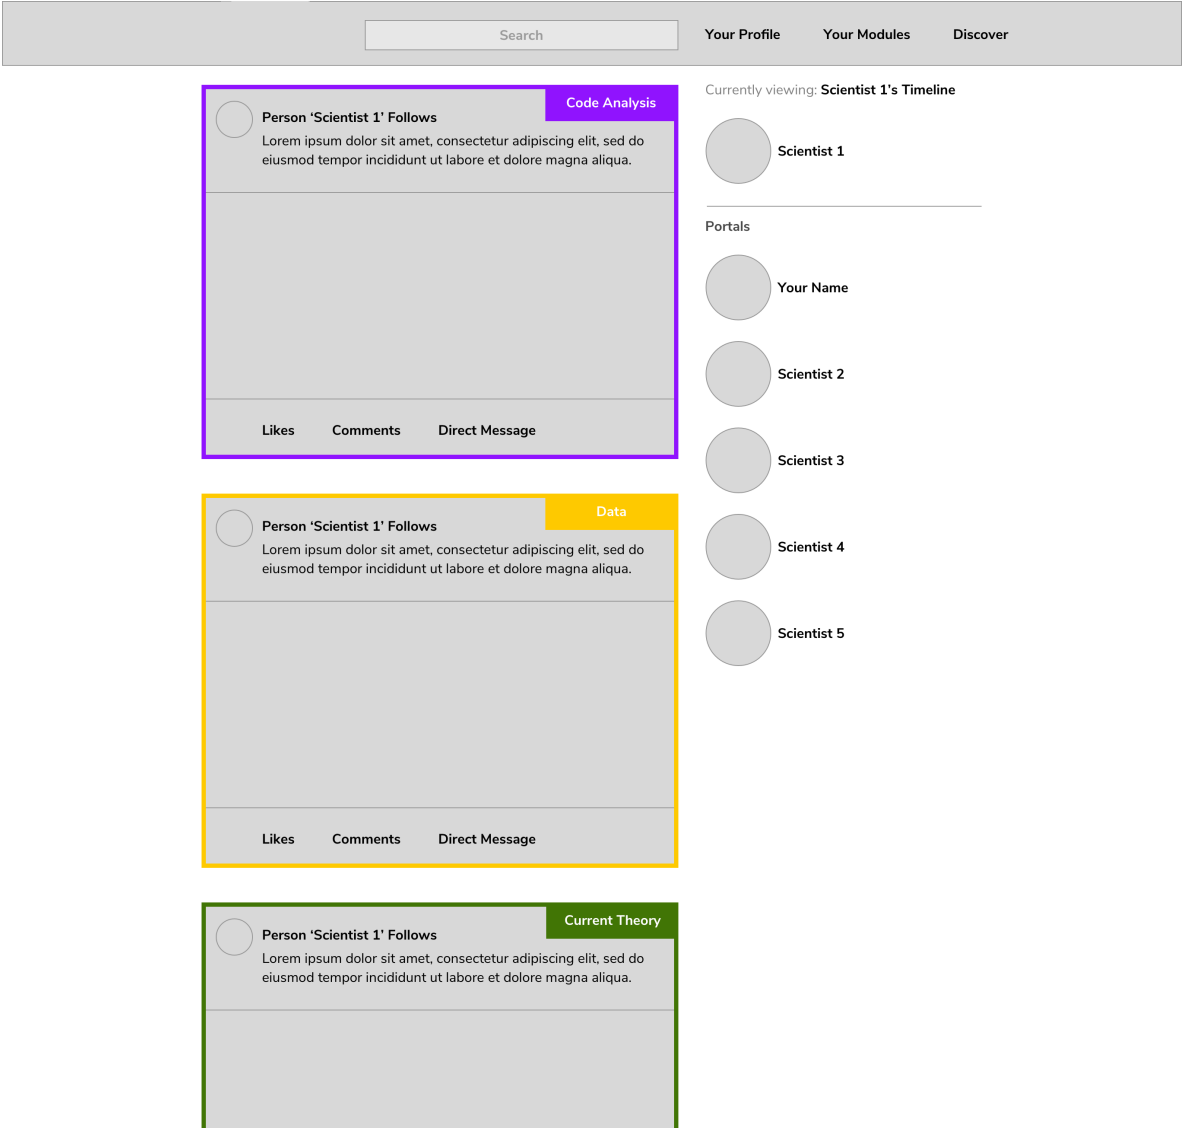 Search
Your Profile
Your Modules
Discover
Code Analysis
Person ‘Scientist 1’ Follows
Lorem ipsum dolor sit amet, consectetur adipiscing elit, sed do
eiusmod tempor incididunt ut labore et dolore magna aliqua.
Likes
Comments
Direct Message
Data
Person ‘Scientist 1’ Follows
Lorem ipsum dolor sit amet, consectetur adipiscing elit, sed do
eiusmod tempor incididunt ut labore et dolore magna aliqua.
Likes
Comments
Direct Message
Current Theory
Person ‘Scientist 1’ Follows
Lorem ipsum dolor sit amet, consectetur adipiscing elit, sed do
eiusmod tempor incididunt ut labore et dolore magna aliqua.
Currently viewing: Scientist 1’s Timeline
Scientist 1
Portals
Your Name
Scientist 2
Scientist 3
Scientist 4
Scientist 5